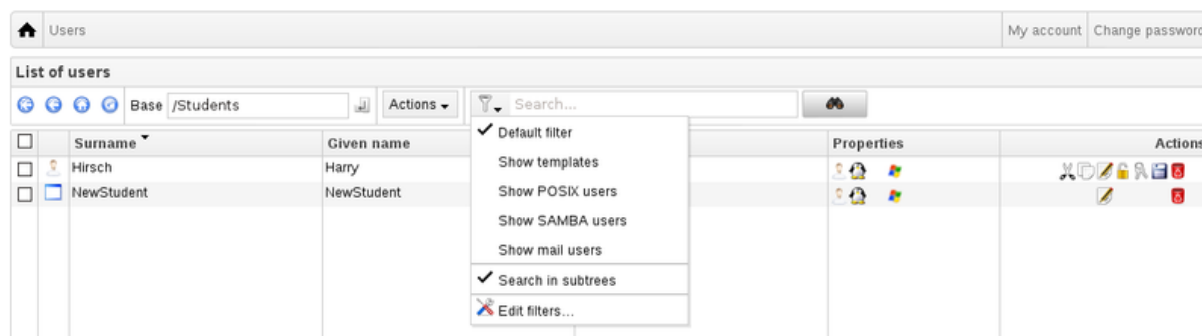 Users My account Change password
List of users
Base /Students Actions Search...
Surname Given name Properties Actions
Hirsch Harry
NewStudent NewStudent
Default filter
Show templates
Show POSIX users
Show SAMBA users
Show mail users
Search in subtrees
Edit filters...